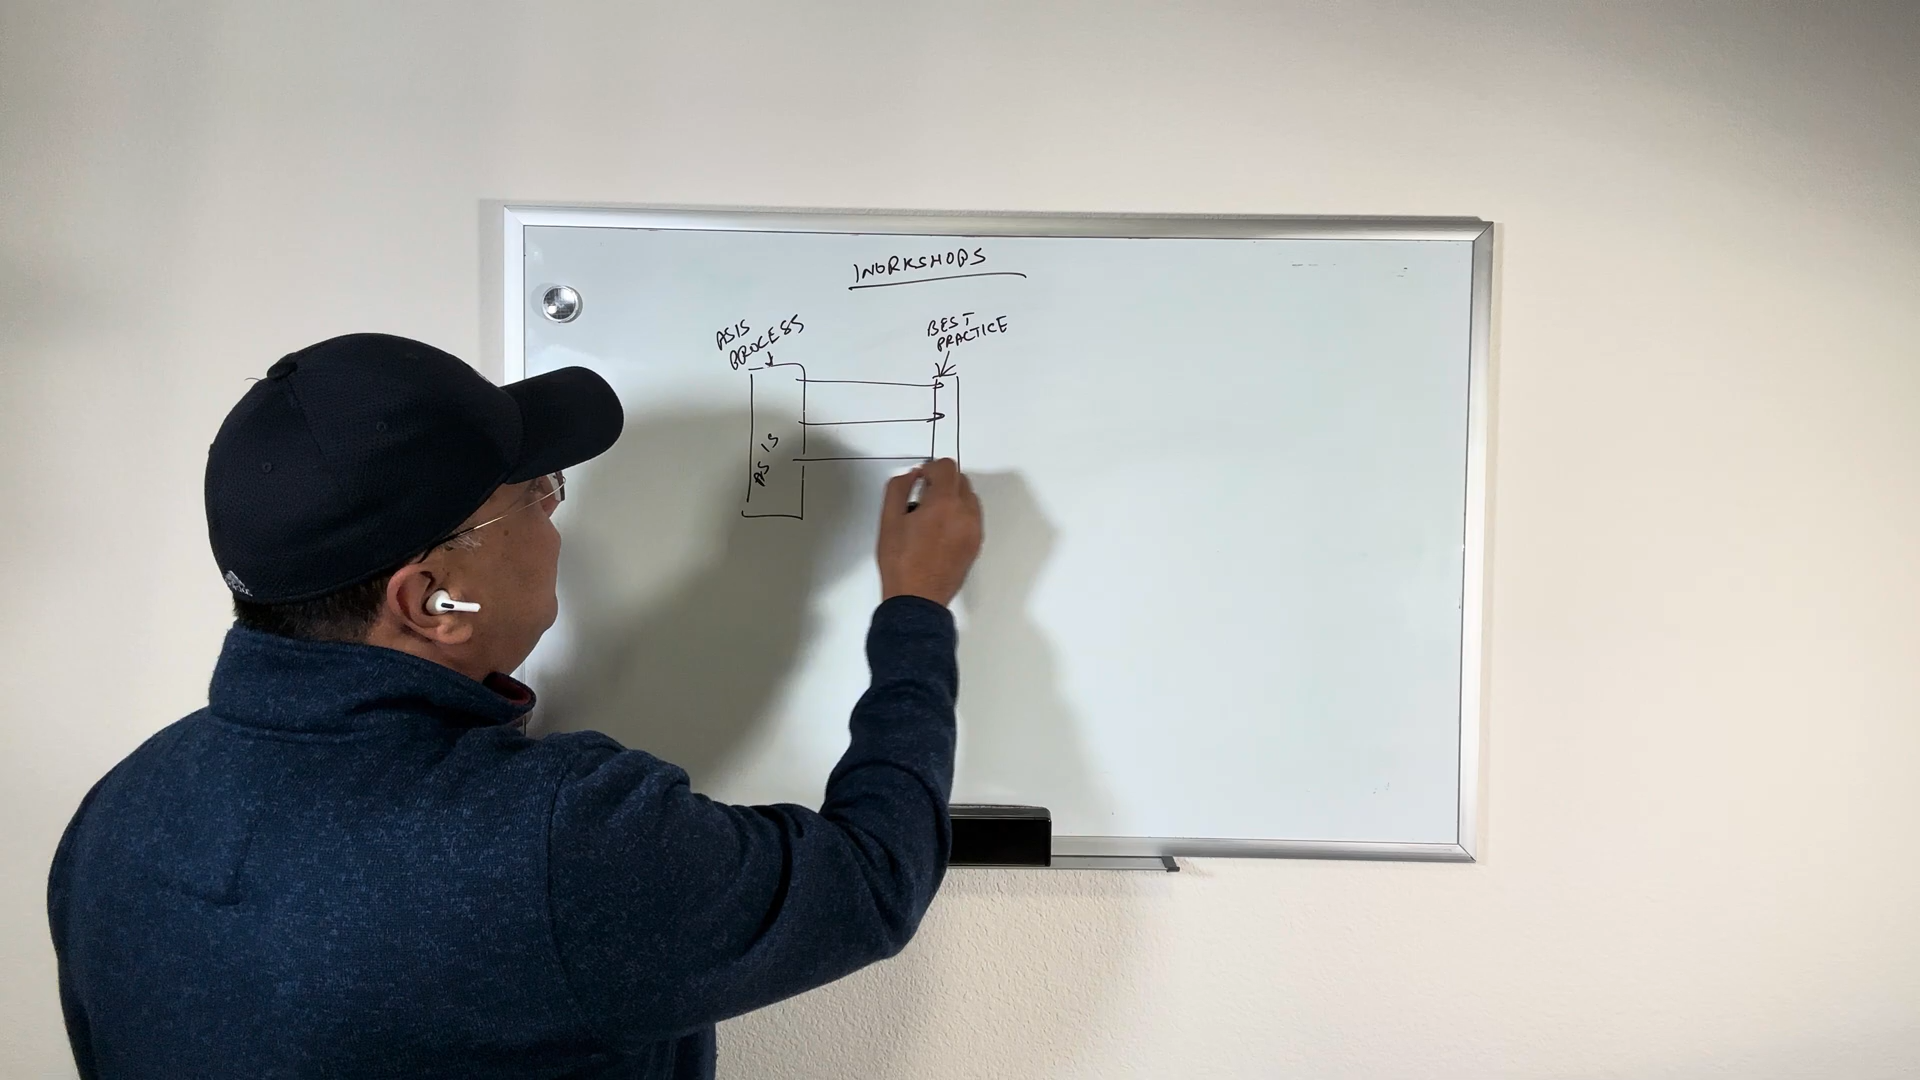 WORKSHOPS
ASIS
PROCESS
BEST
PRACTICE
AS IS